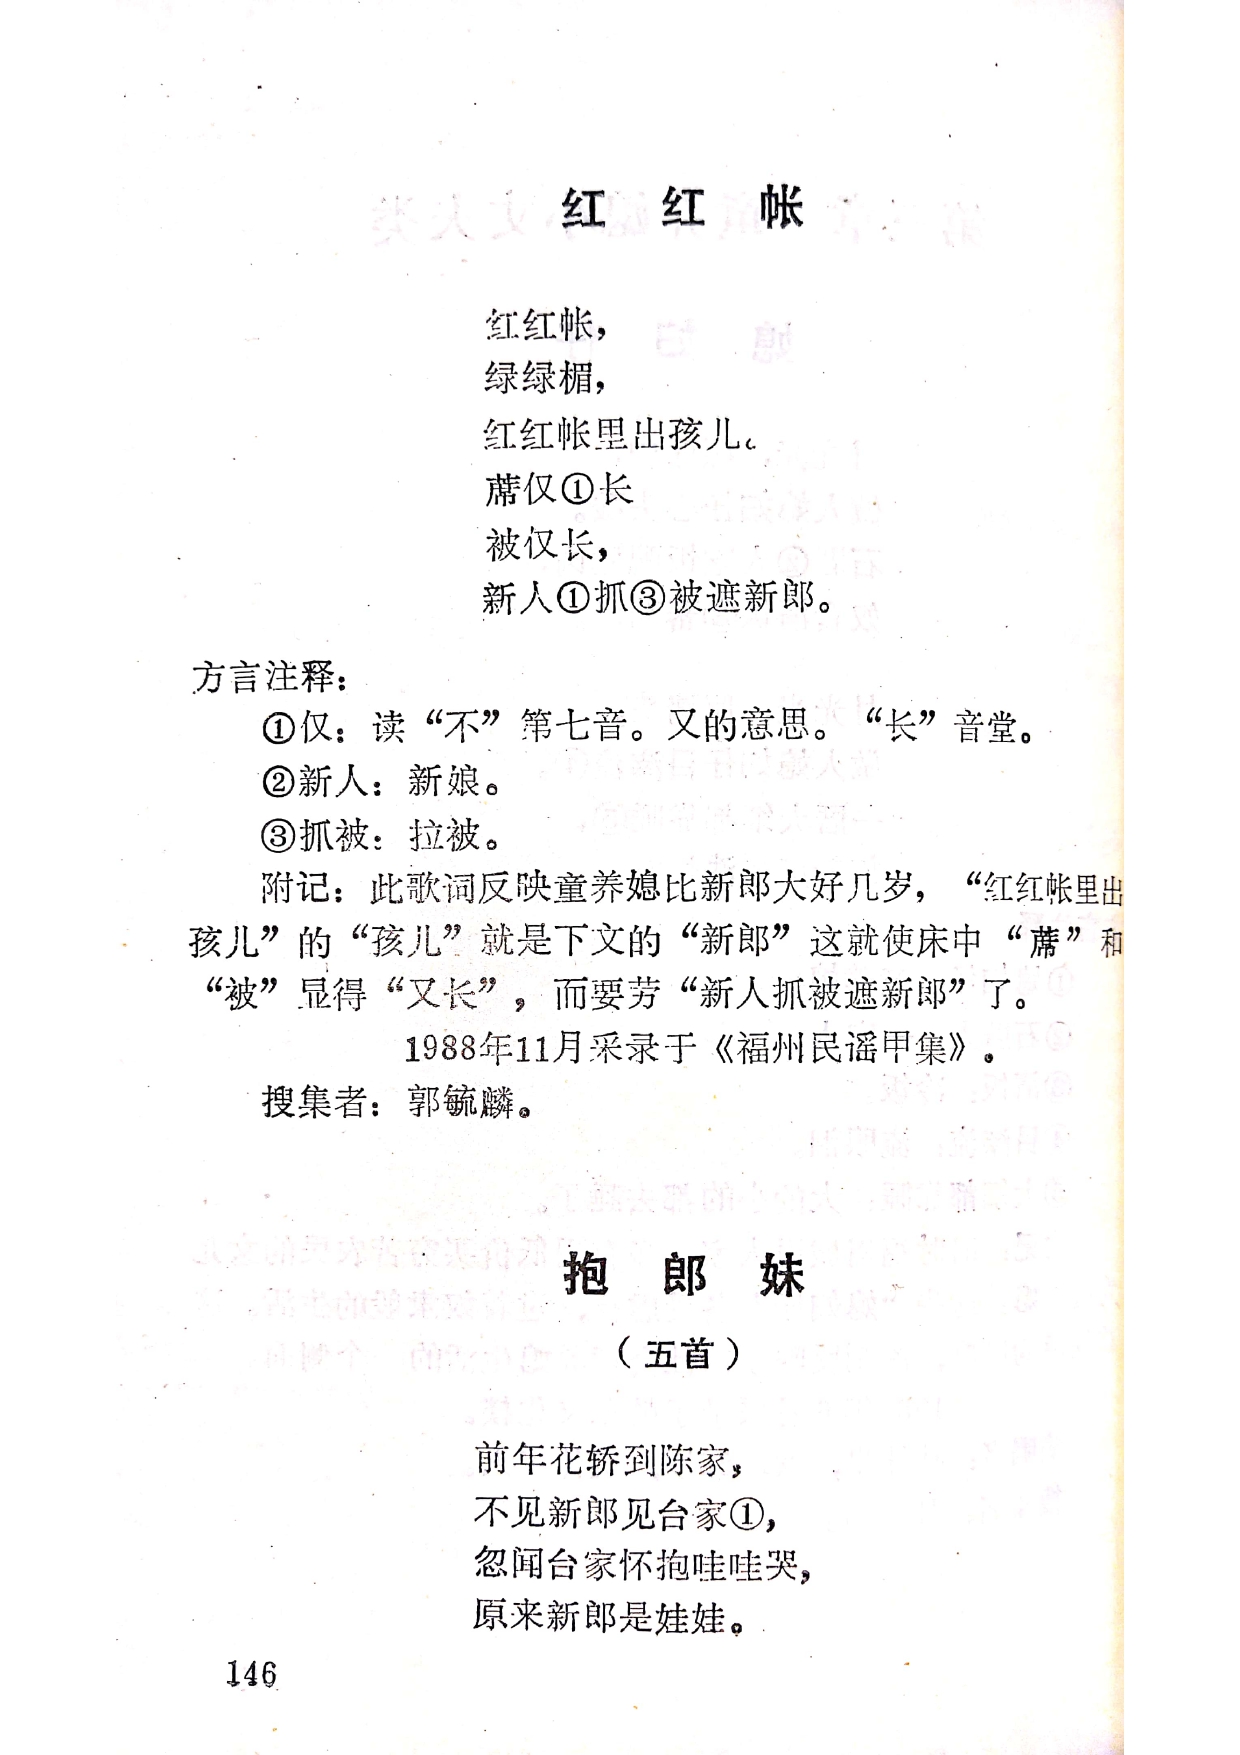 红 红 帐
红红帐，
绿绿楣，
红红帐里出孩儿。
蓆仅①长
被仅长，
新人①抓③被遮新郎。
方言注释：
①仅：读“不”第七音。又的意思。“长”音堂。
②新人：新娘。
③抓被：拉被。
附记：此歌词反映童养媳比新郎大好几岁，“红红帐里出
孩儿”的“孩儿”就是下文的“新郎”这就使床中“蓆”和
“被”显得“又长”，而要劳“新人抓被遮新郎”了。
1988年11月采录于《福州民谣甲集》。
搜集者：郭毓麟。
抱 郎 妹
（五首）
前年花轿到陈家，
不见新郎见台家①，
忽闻台家怀抱哇哇哭，
原来新郎是娃娃。
146